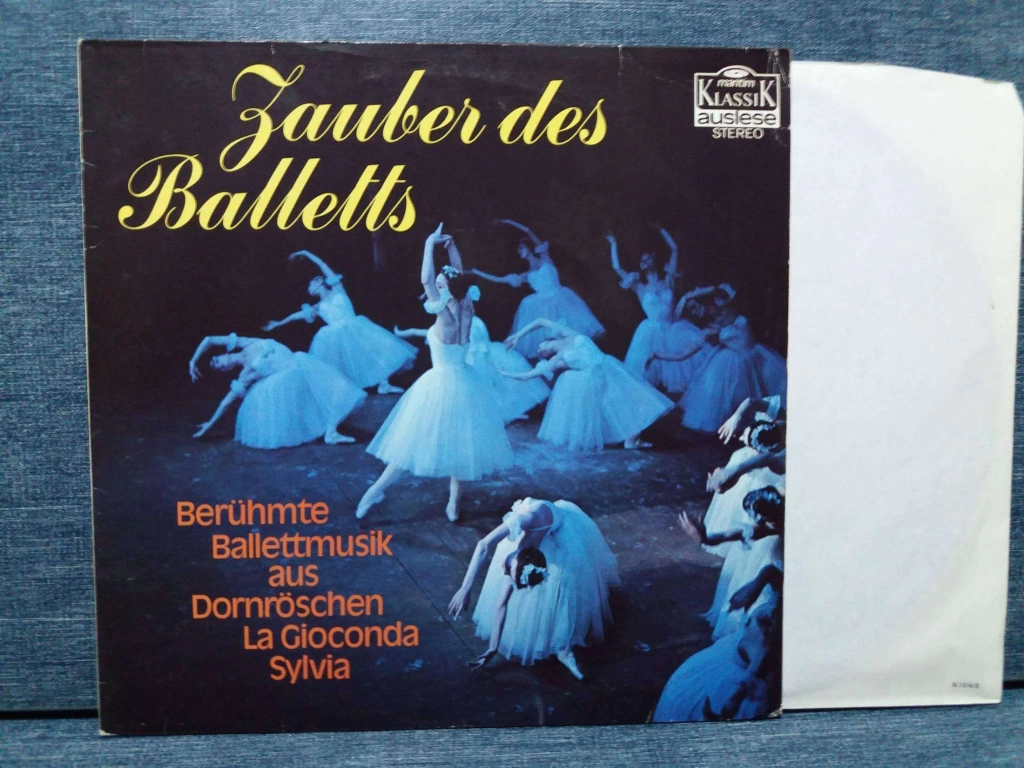 Zauber des
Balletts
maritim
KLASSIK
auslese
STEREO
Berühmte
Ballettmusik
aus
Dornröschen
La Gioconda
Sylvia